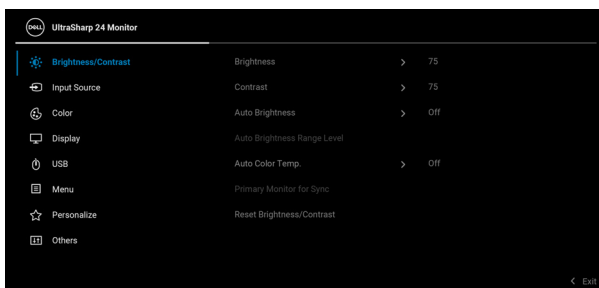 DELL UltraSharp 24 Monitor
Brightness/Contrast Brightness 75
Input Source Contrast 75
Color Auto Brightness Off
Display Auto Brightness Range Level
USB Auto Color Temp. Off
Menu Primary Monitor for Sync
Personalize Reset Brightness/Contrast
Others
Exit